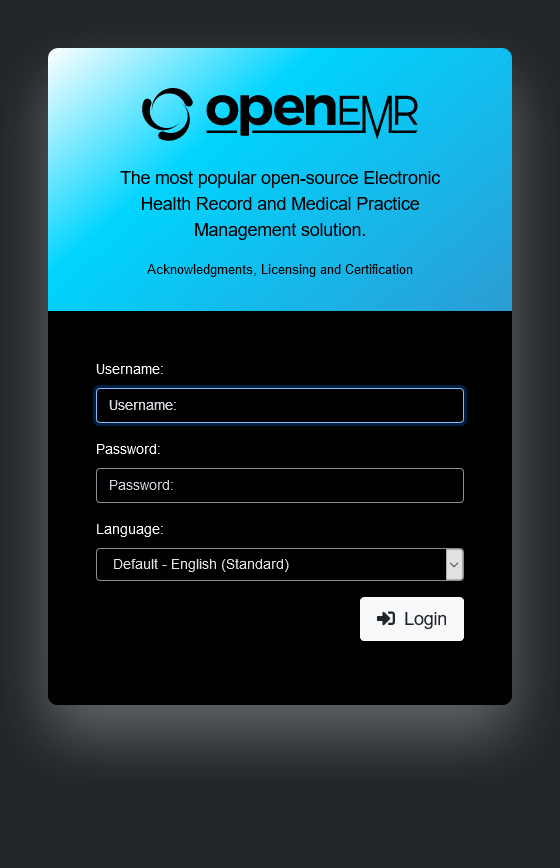 openEMR
The most popular open-source Electronic
Health Record and Medical Practice
Management solution.
Acknowledgments, Licensing and Certification
Username:
Username:
Password:
Password:
Language:
Default - English (Standard)
Login